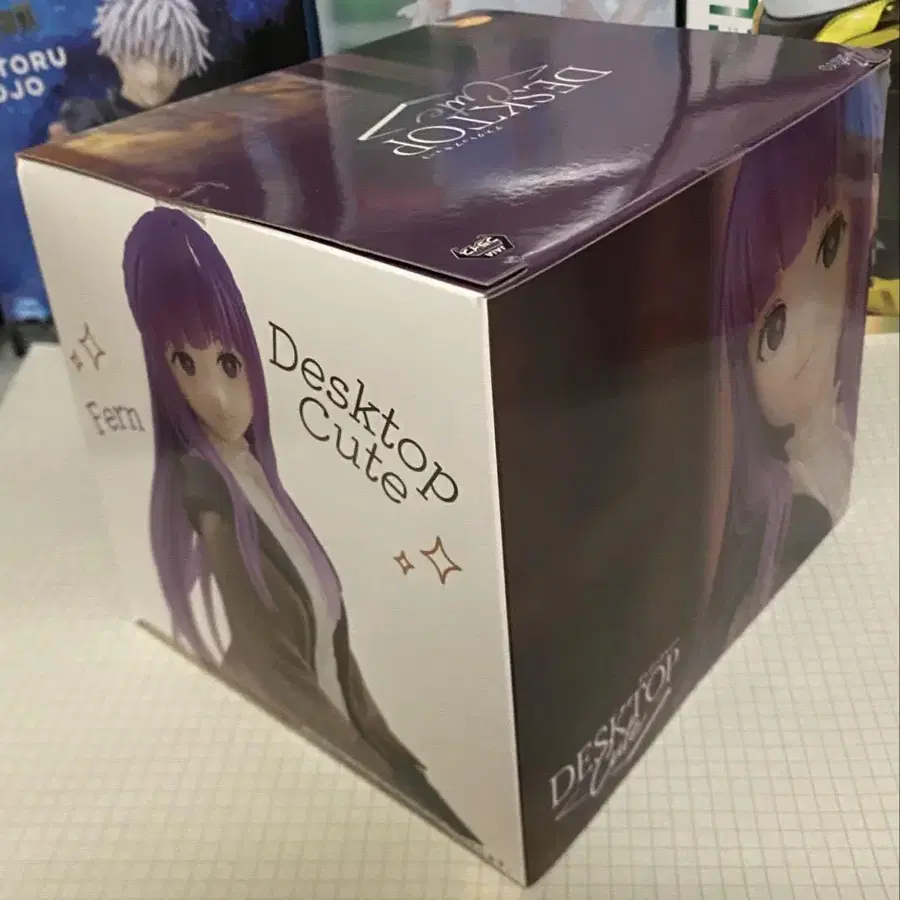 TORU
OJO
DESKTOP
Cute
Fern
Desktop
Cute
DESKTOP
Cute